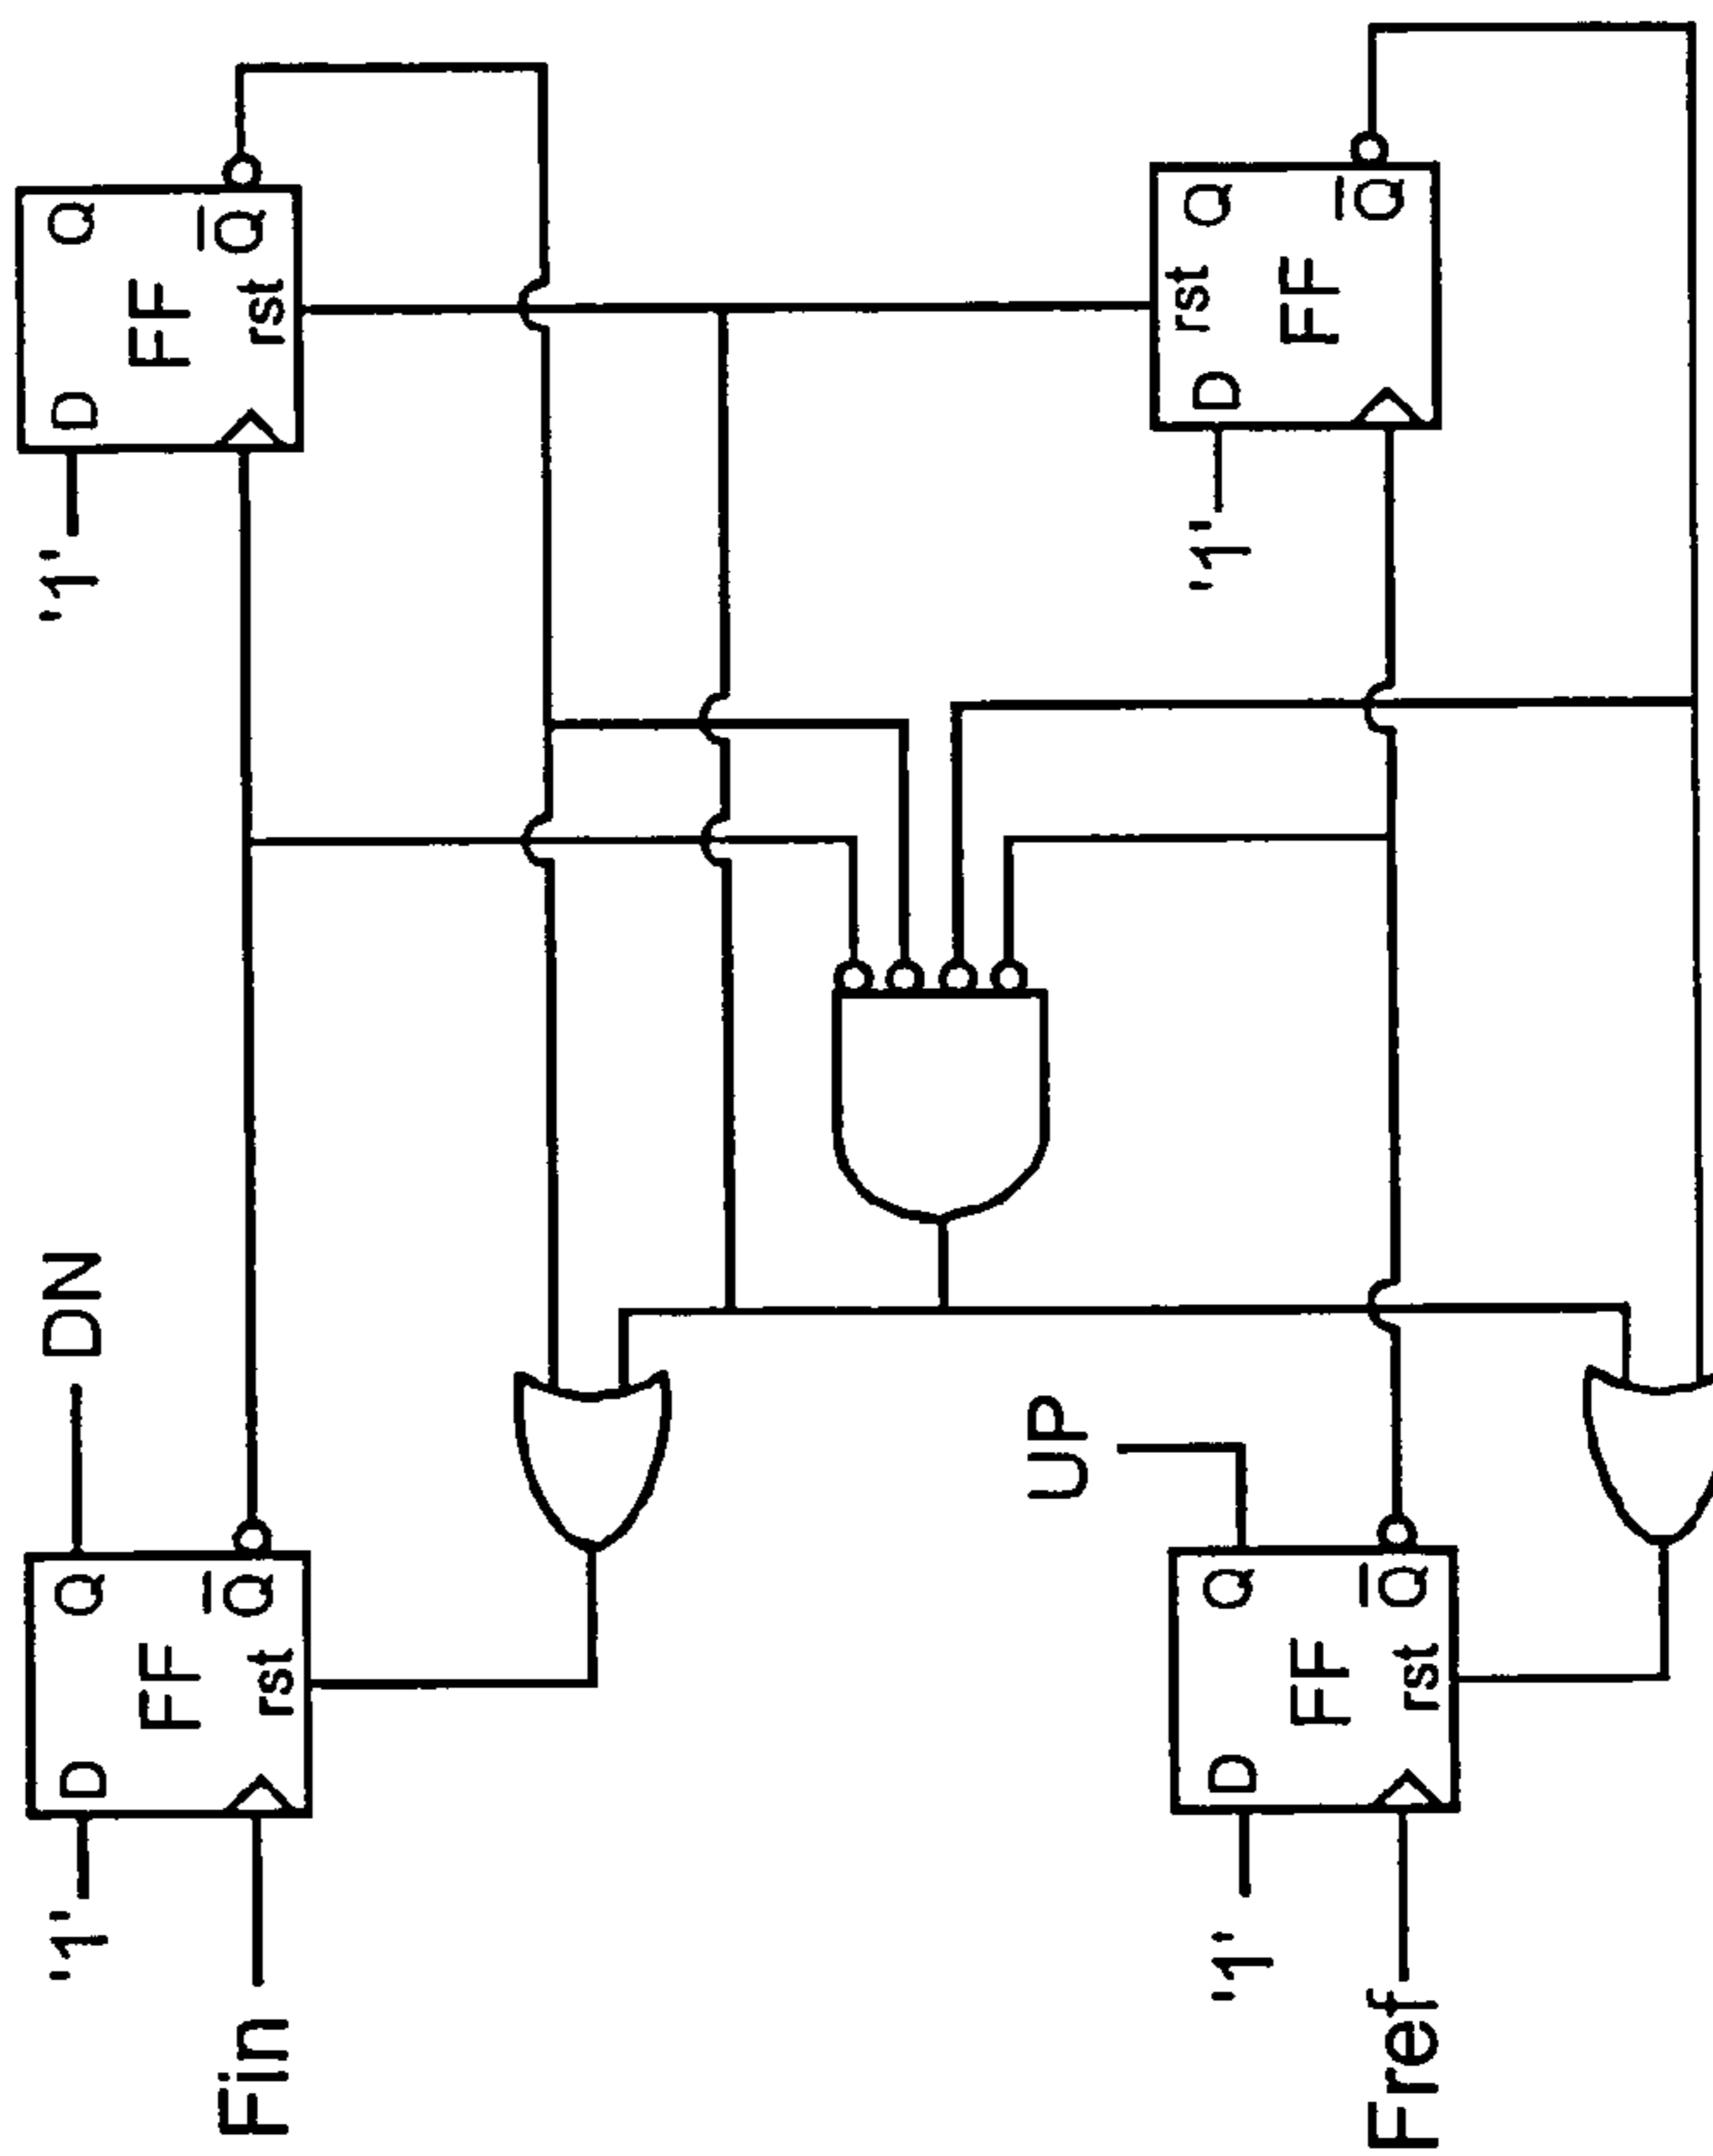 '1'
D
Q
DN
FF
Q̅
rst
Fin
'1'
D
Q
FF
Q̅
rst
UP
'1'
D
Q
FF
Q̅
rst
Fref
'1'
D
rst
Q
FF
Q̅